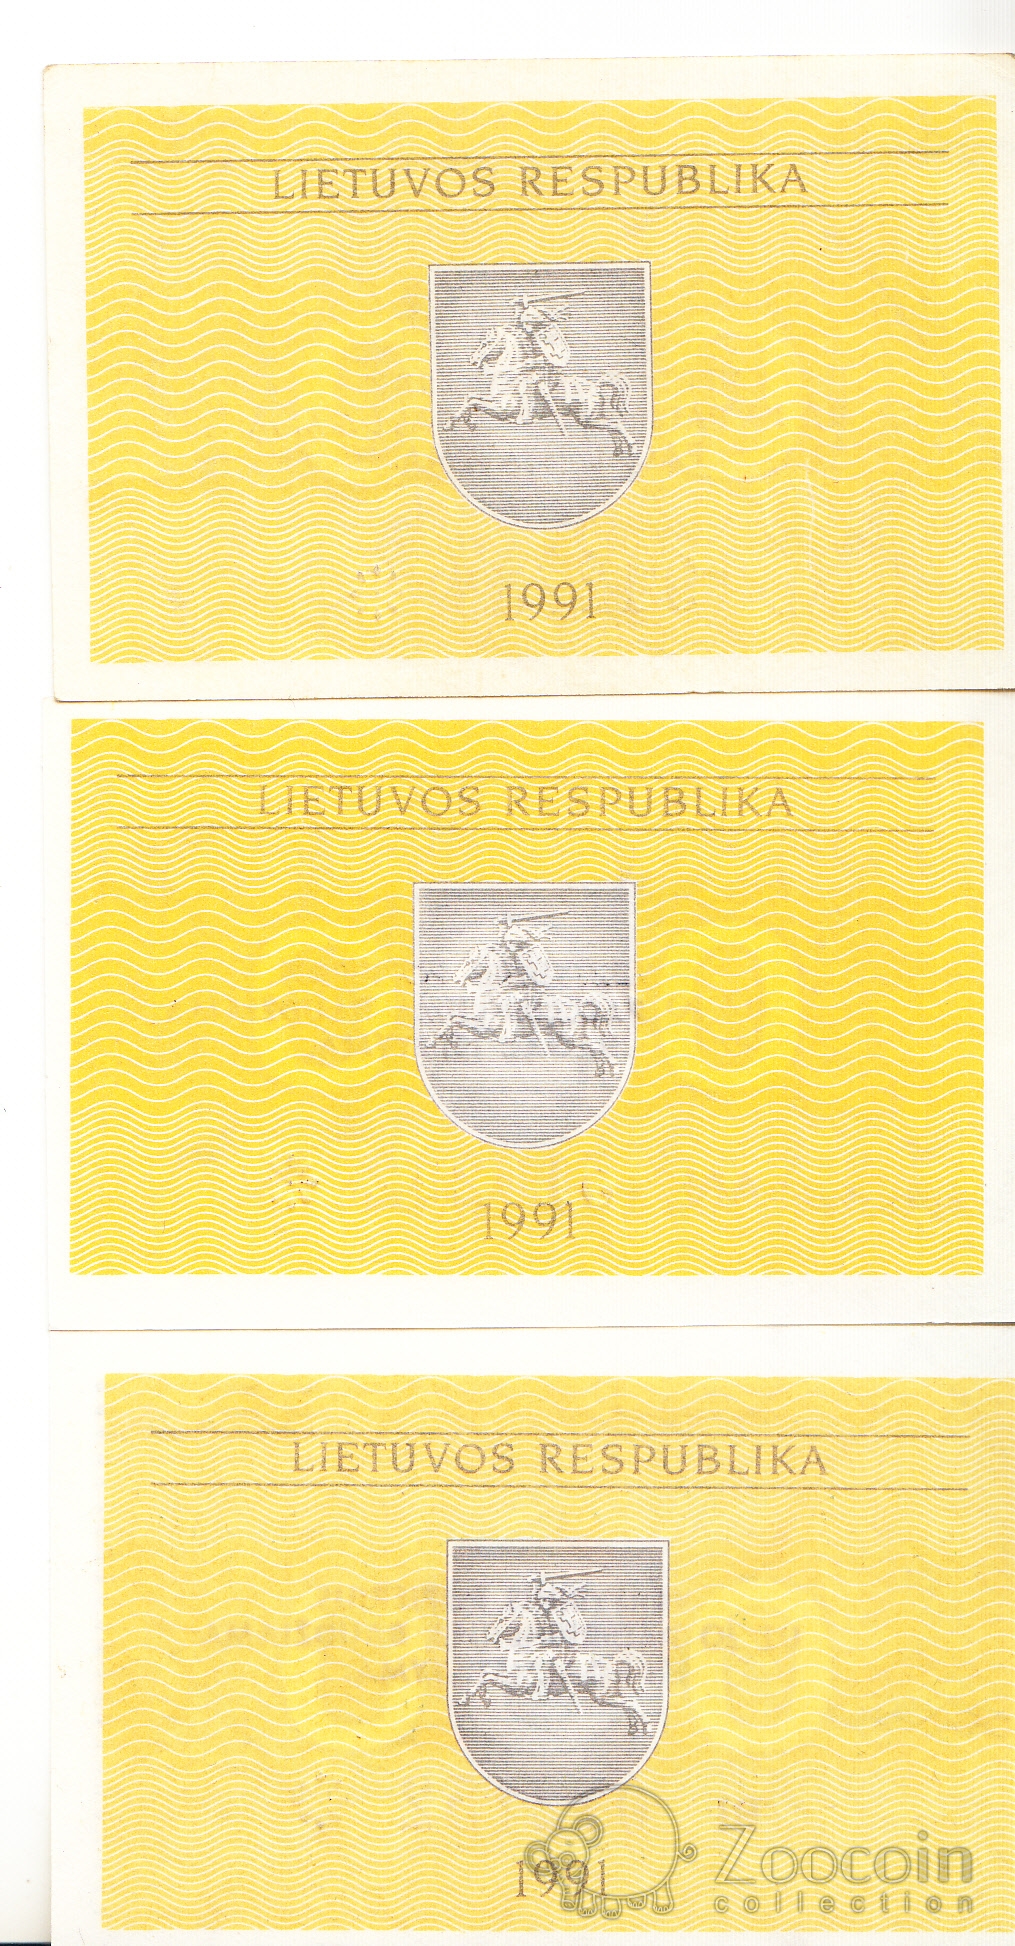 LIETUVOS RESPUBLIKA
1991
LIETUVOS RESPUBLIKA
1991
LIETUVOS RESPUBLIKA
1991
Zoocoin
collection